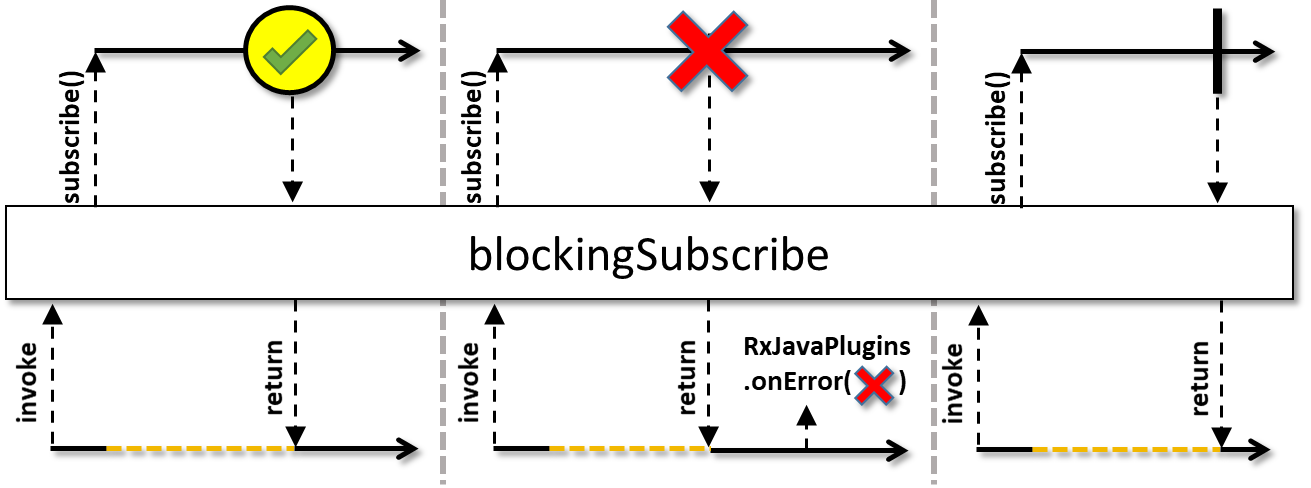 subscribe()
subscribe()
subscribe()
blockingSubscribe
invoke
return
invoke
return
RxJavaPlugins
.onError( )
invoke
return